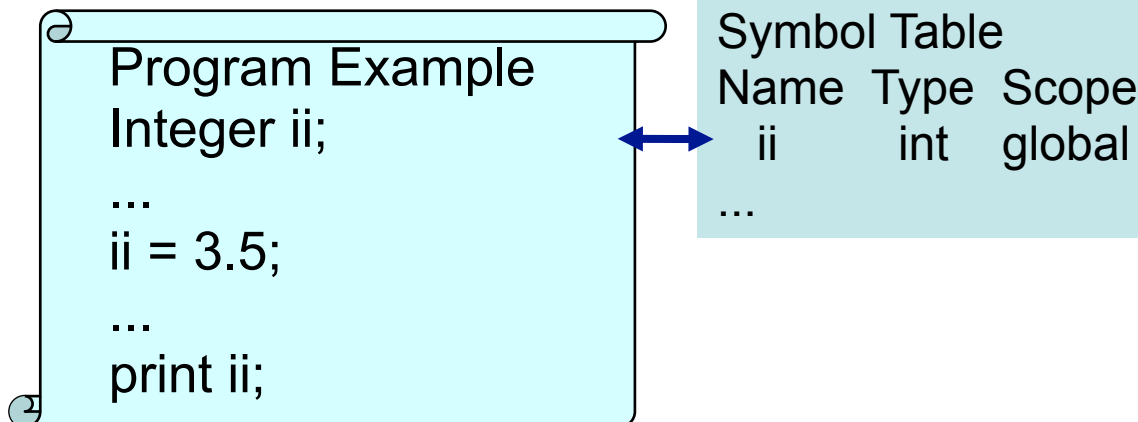 Program Example
Integer ii;
...
ii = 3.5;
...
print ii;
Symbol Table
Name Type Scope
ii int global
...